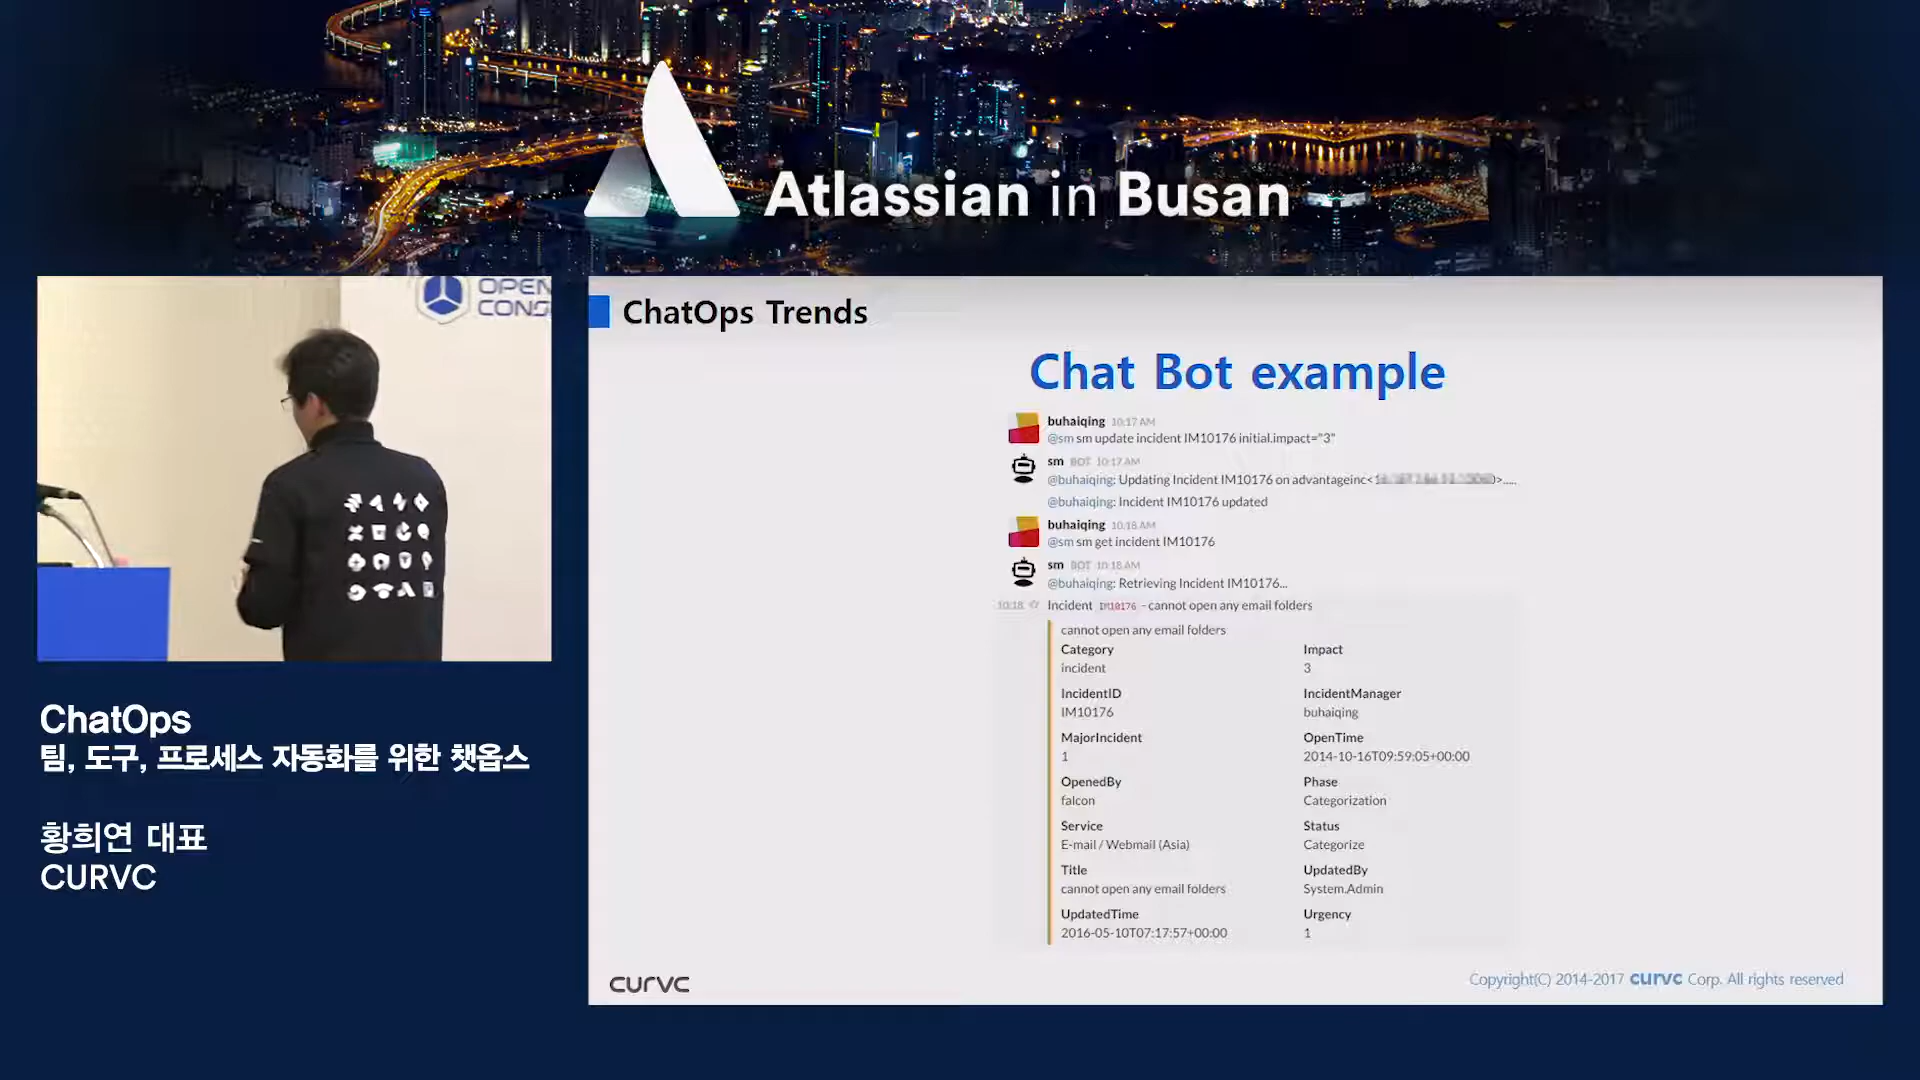 Atlassian in Busan
OPEN
CONS
ChatOps
팀, 도구, 프로세스 자동화를 위한 챗옵스
황희연 대표
CURVC
ChatOps Trends
Chat Bot example
buhaiqing 10:17 AM
@sm sm update incident IM10176 initial.impact="3"
sm BOT 10:17 AM
@buhaiqing: Updating Incident IM10176 on advantageinc<
>.....
@buhaiqing: Incident IM10176 updated
buhaiqing 10:18 AM
@sm sm get incident IM10176
sm BOT 10:18 AM
@buhaiqing: Retrieving Incident IM10176...
10:18 Incident IM10176 - cannot open any email folders
cannot open any email folders
Category Impact
incident 3
IncidentID IncidentManager
IM10176 buhaiqing
MajorIncident OpenTime
1 2014-10-16T09:59:05+00:00
OpenedBy Phase
falcon Categorization
Service Status
E-mail / Webmail (Asia) Categorize
Title UpdatedBy
cannot open any email folders System.Admin
UpdatedTime Urgency
2016-05-10T07:17:57+00:00 1
curvc
Copyright(C) 2014-2017 curvc Corp. All rights reserved